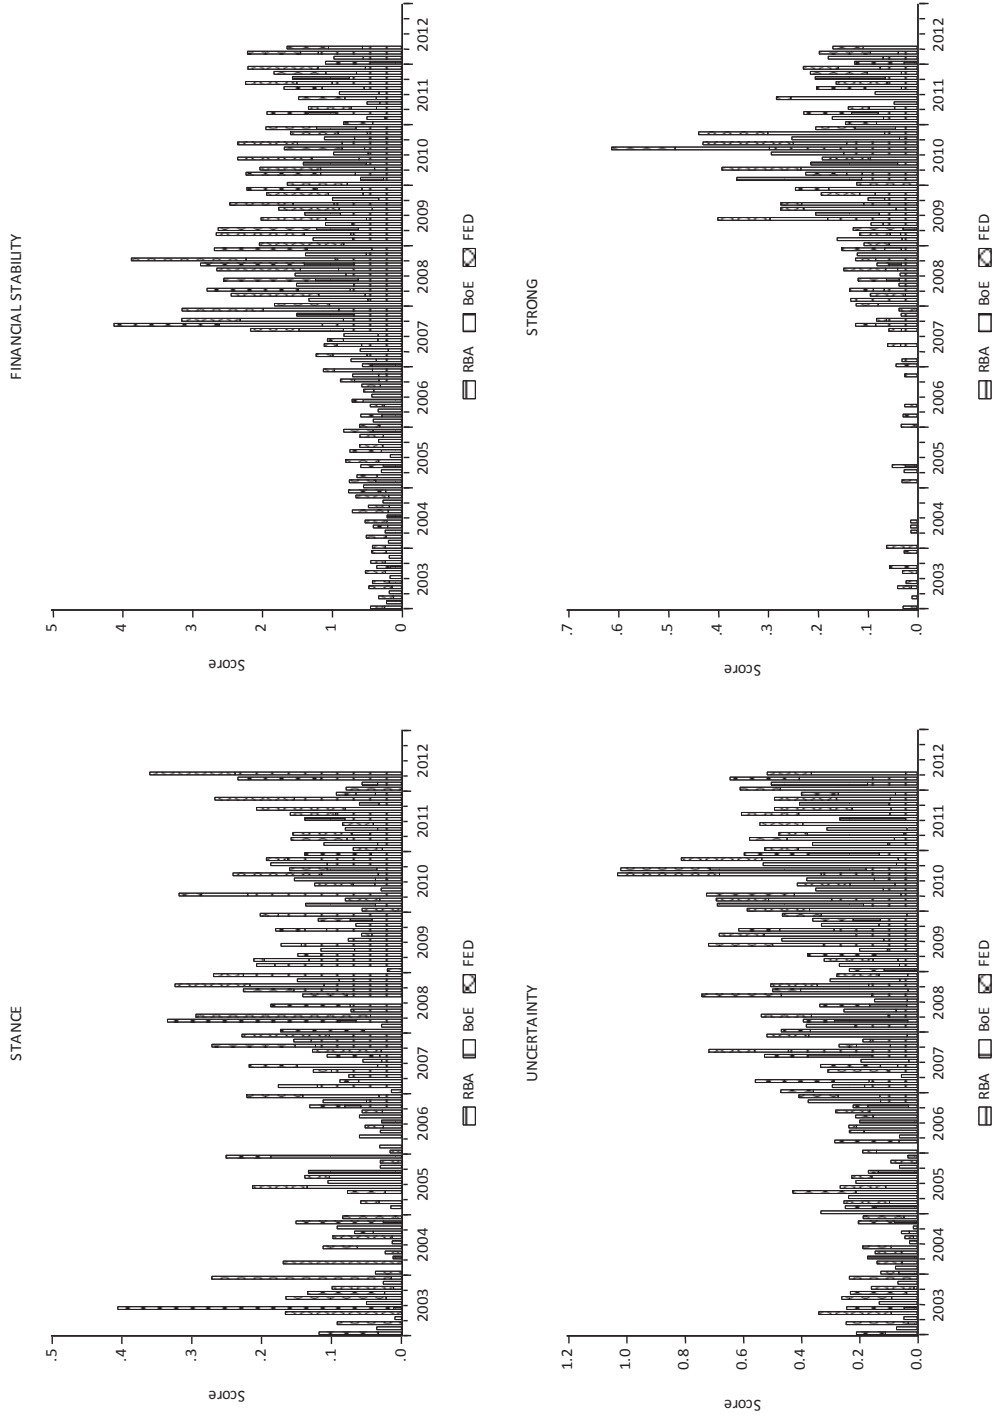 STANCE
Score
.5
.4
.3
.2
.1
.0
2003 2004 2005 2006 2007 2008 2009 2010 2011 2012
RBA BoE FED
FINANCIAL STABILITY
Score
5
4
3
2
1
0
2003 2004 2005 2006 2007 2008 2009 2010 2011 2012
RBA BoE FED
UNCERTAINTY
Score
1.2
1.0
0.8
0.6
0.4
0.2
0.0
2003 2004 2005 2006 2007 2008 2009 2010 2011 2012
RBA BoE FED
STRONG
Score
.7
.6
.5
.4
.3
.2
.1
.0
2003 2004 2005 2006 2007 2008 2009 2010 2011 2012
RBA BoE FED